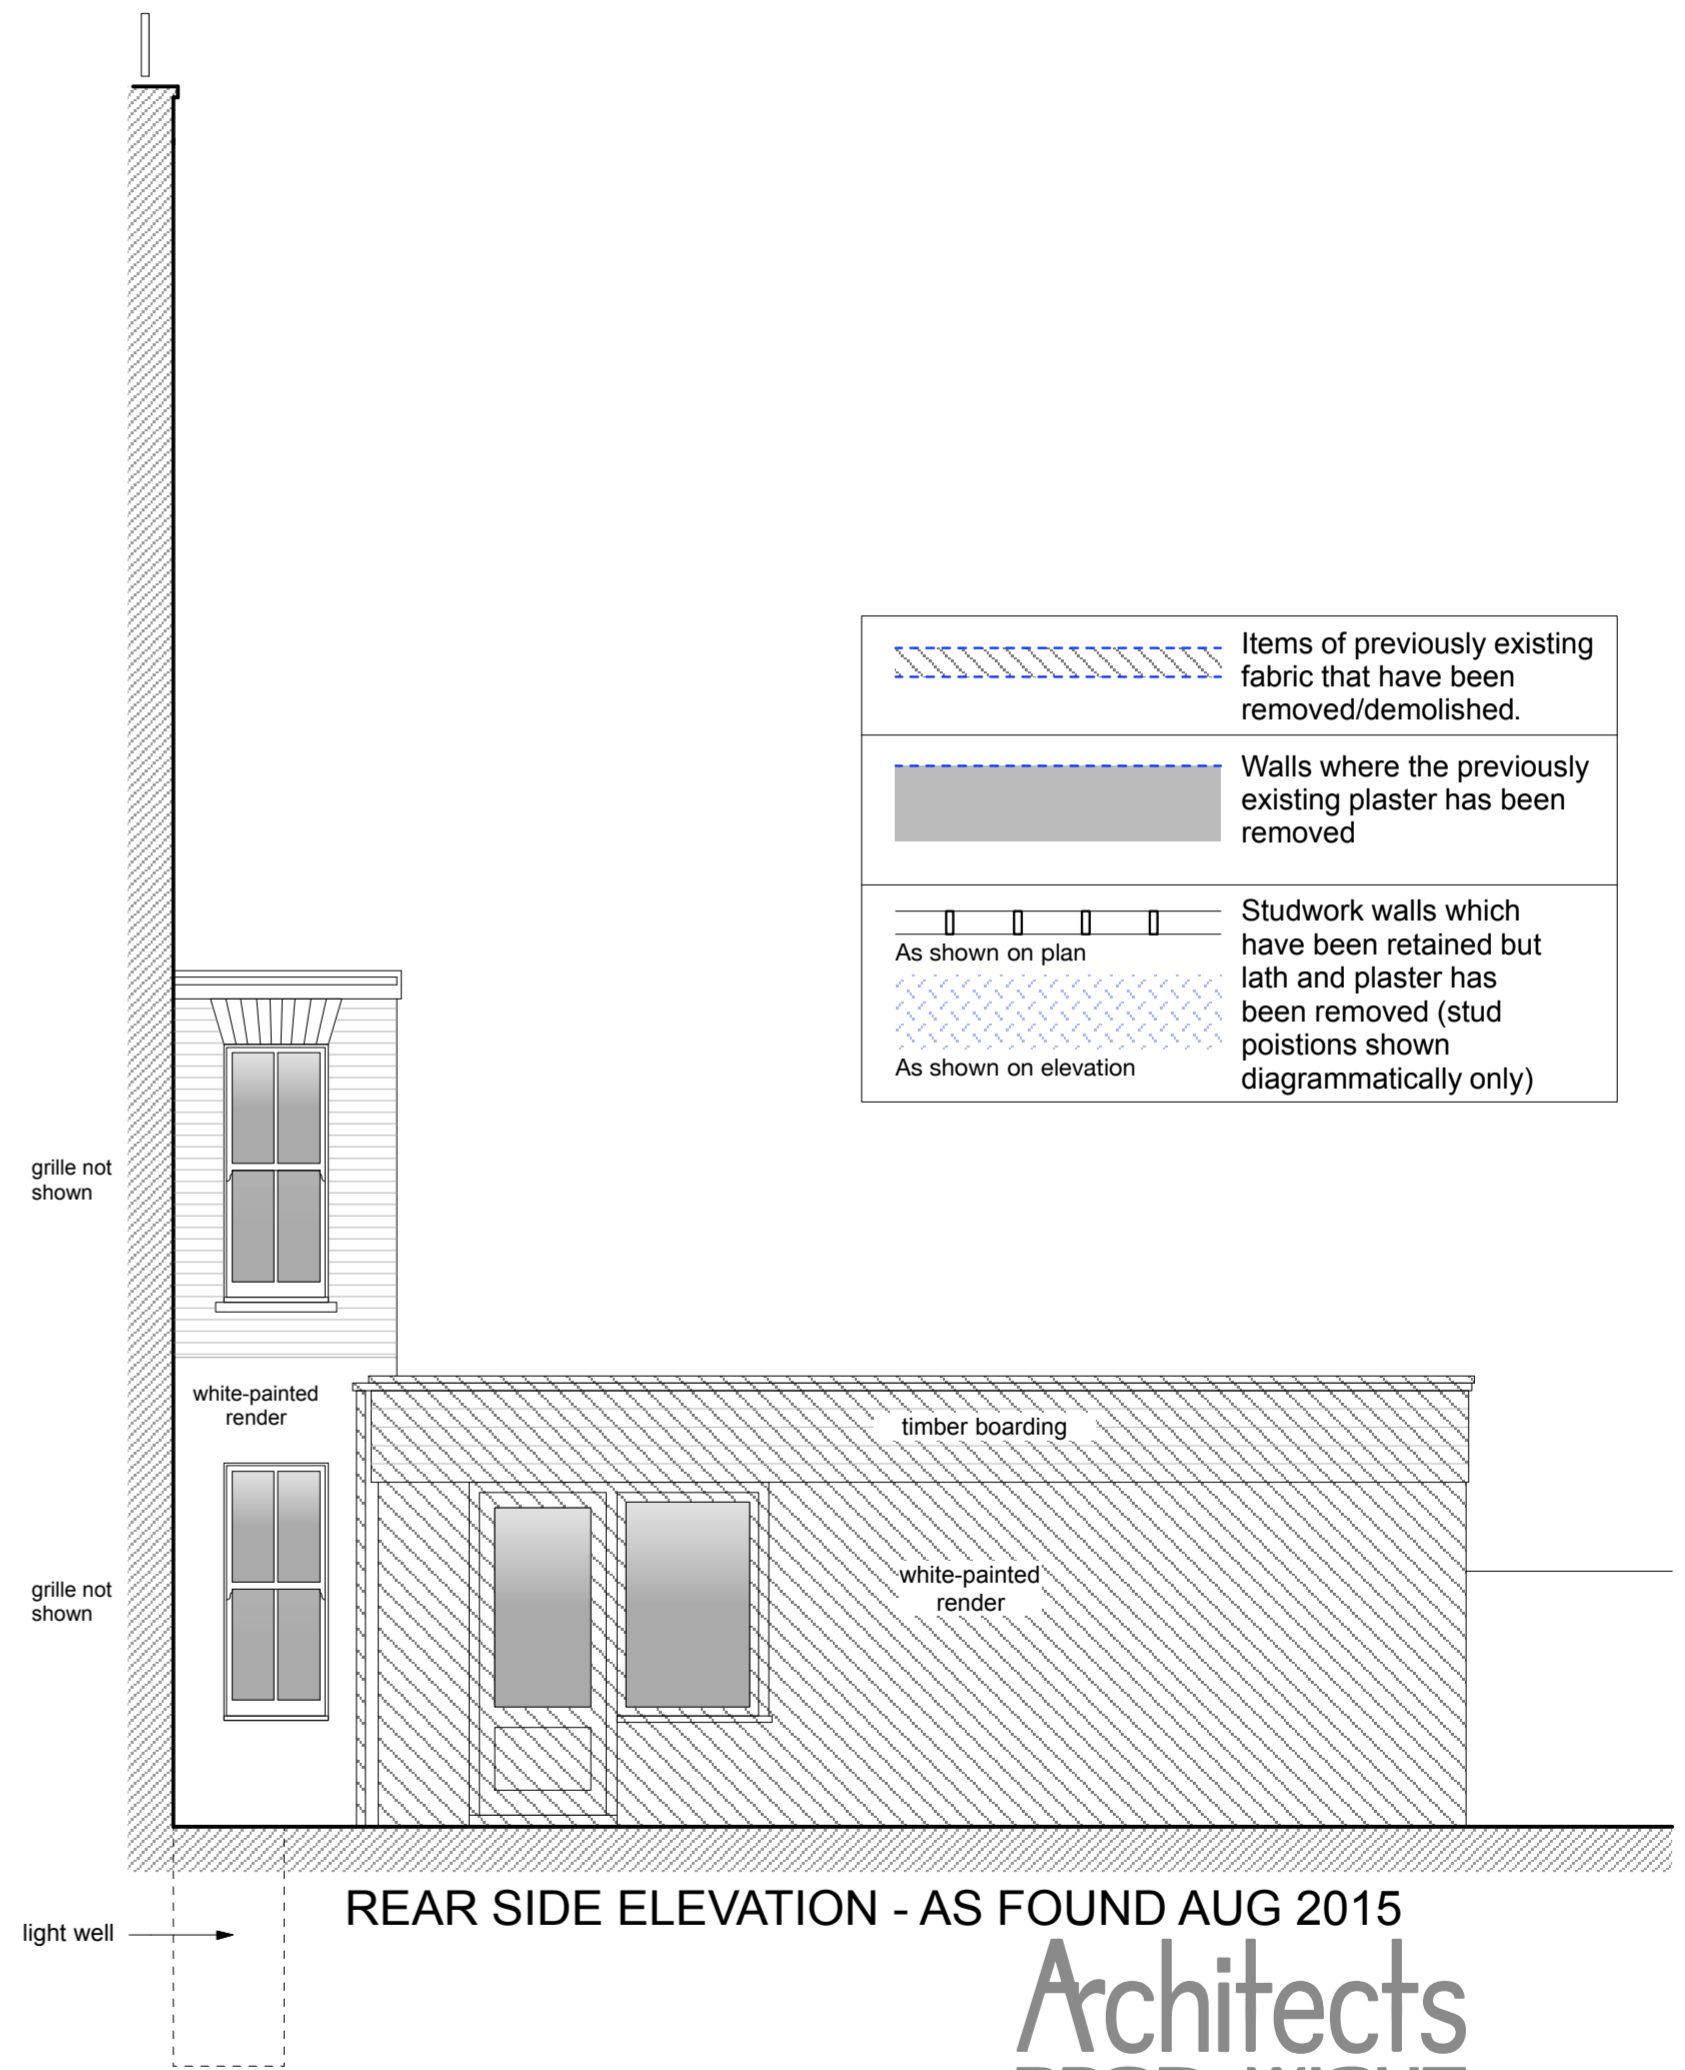 Items of previously existing
fabric that have been
removed/demolished.
Walls where the previously
existing plaster has been
removed
As shown on plan
As shown on elevation
Studwork walls which
have been retained but
lath and plaster has
been removed (stud
poistions shown
diagrammatically only)
grille not
shown
white-painted
render
timber boarding
grille not
shown
white-painted
render
REAR SIDE ELEVATION - AS FOUND AUG 2015
light well
Architects